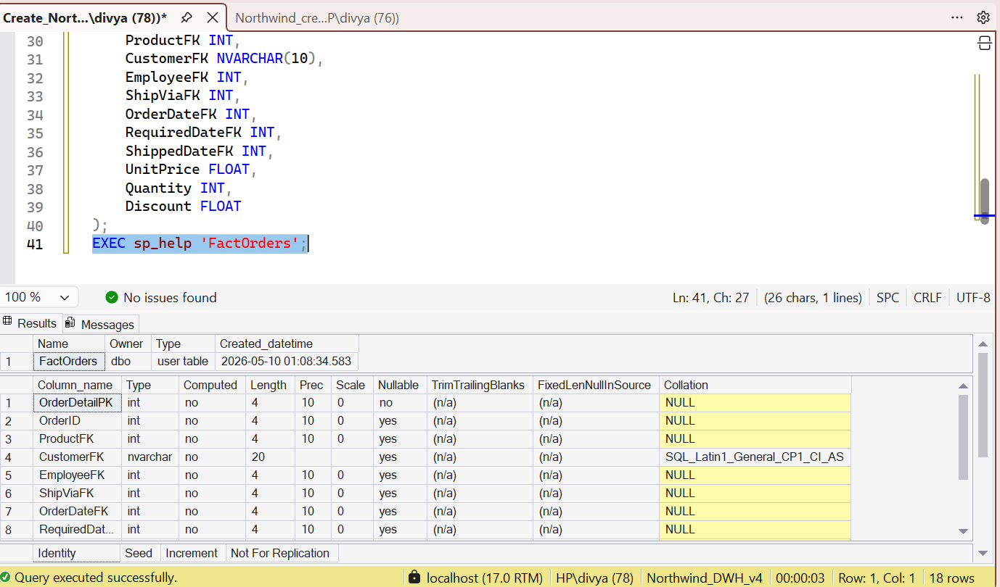 Create_Nort...\divya (78))* Northwind_cre...P\divya (76))
30 ProductFK INT,
31 CustomerFK NVARCHAR(10),
32 EmployeeFK INT,
33 ShipViaFK INT,
34 OrderDateFK INT,
35 RequiredDateFK INT,
36 ShippedDateFK INT,
37 UnitPrice FLOAT,
38 Quantity INT,
39 Discount FLOAT
40 );
41 EXEC sp_help 'FactOrders';
100 % No issues found Ln: 41, Ch: 27 (26 chars, 1 lines) SPC CRLF UTF-8
Results Messages
Name Owner Type Created_datetime
1 FactOrders dbo user table 2026-05-10 01:08:34.583
Column_name Type Computed Length Prec Scale Nullable TrimTrailingBlanks FixedLenNullInSource Collation
1 OrderDetailPK int no 4 10 0 no (n/a) (n/a) NULL
2 OrderID int no 4 10 0 yes (n/a) (n/a) NULL
3 ProductFK int no 4 10 0 yes (n/a) (n/a) NULL
4 CustomerFK nvarchar no 20 yes (n/a) (n/a) SQL_Latin1_General_CP1_CI_AS
5 EmployeeFK int no 4 10 0 yes (n/a) (n/a) NULL
6 ShipViaFK int no 4 10 0 yes (n/a) (n/a) NULL
7 OrderDateFK int no 4 10 0 yes (n/a) (n/a) NULL
8 RequiredDat... int no 4 10 0 yes (n/a) (n/a) NULL
Identity Seed Increment Not For Replication
Query executed successfully. localhost (17.0 RTM) HP\divya (78) Northwind_DWH_v4 00:00:03 Row: 1, Col: 1 18 rows